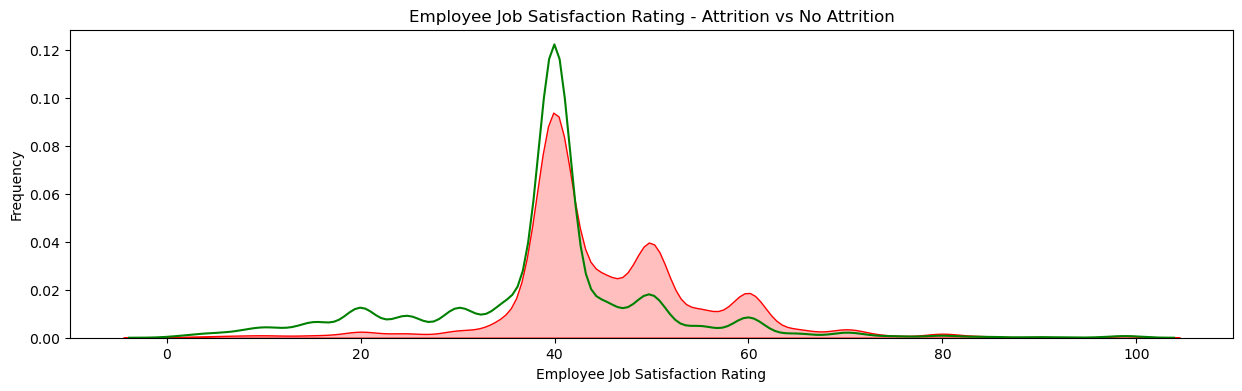 Employee Job Satisfaction Rating - Attrition vs No Attrition
0.12
0.10
0.08
0.06
0.04
0.02
0.00
Frequency
0 20 40 60 80 100
Employee Job Satisfaction Rating